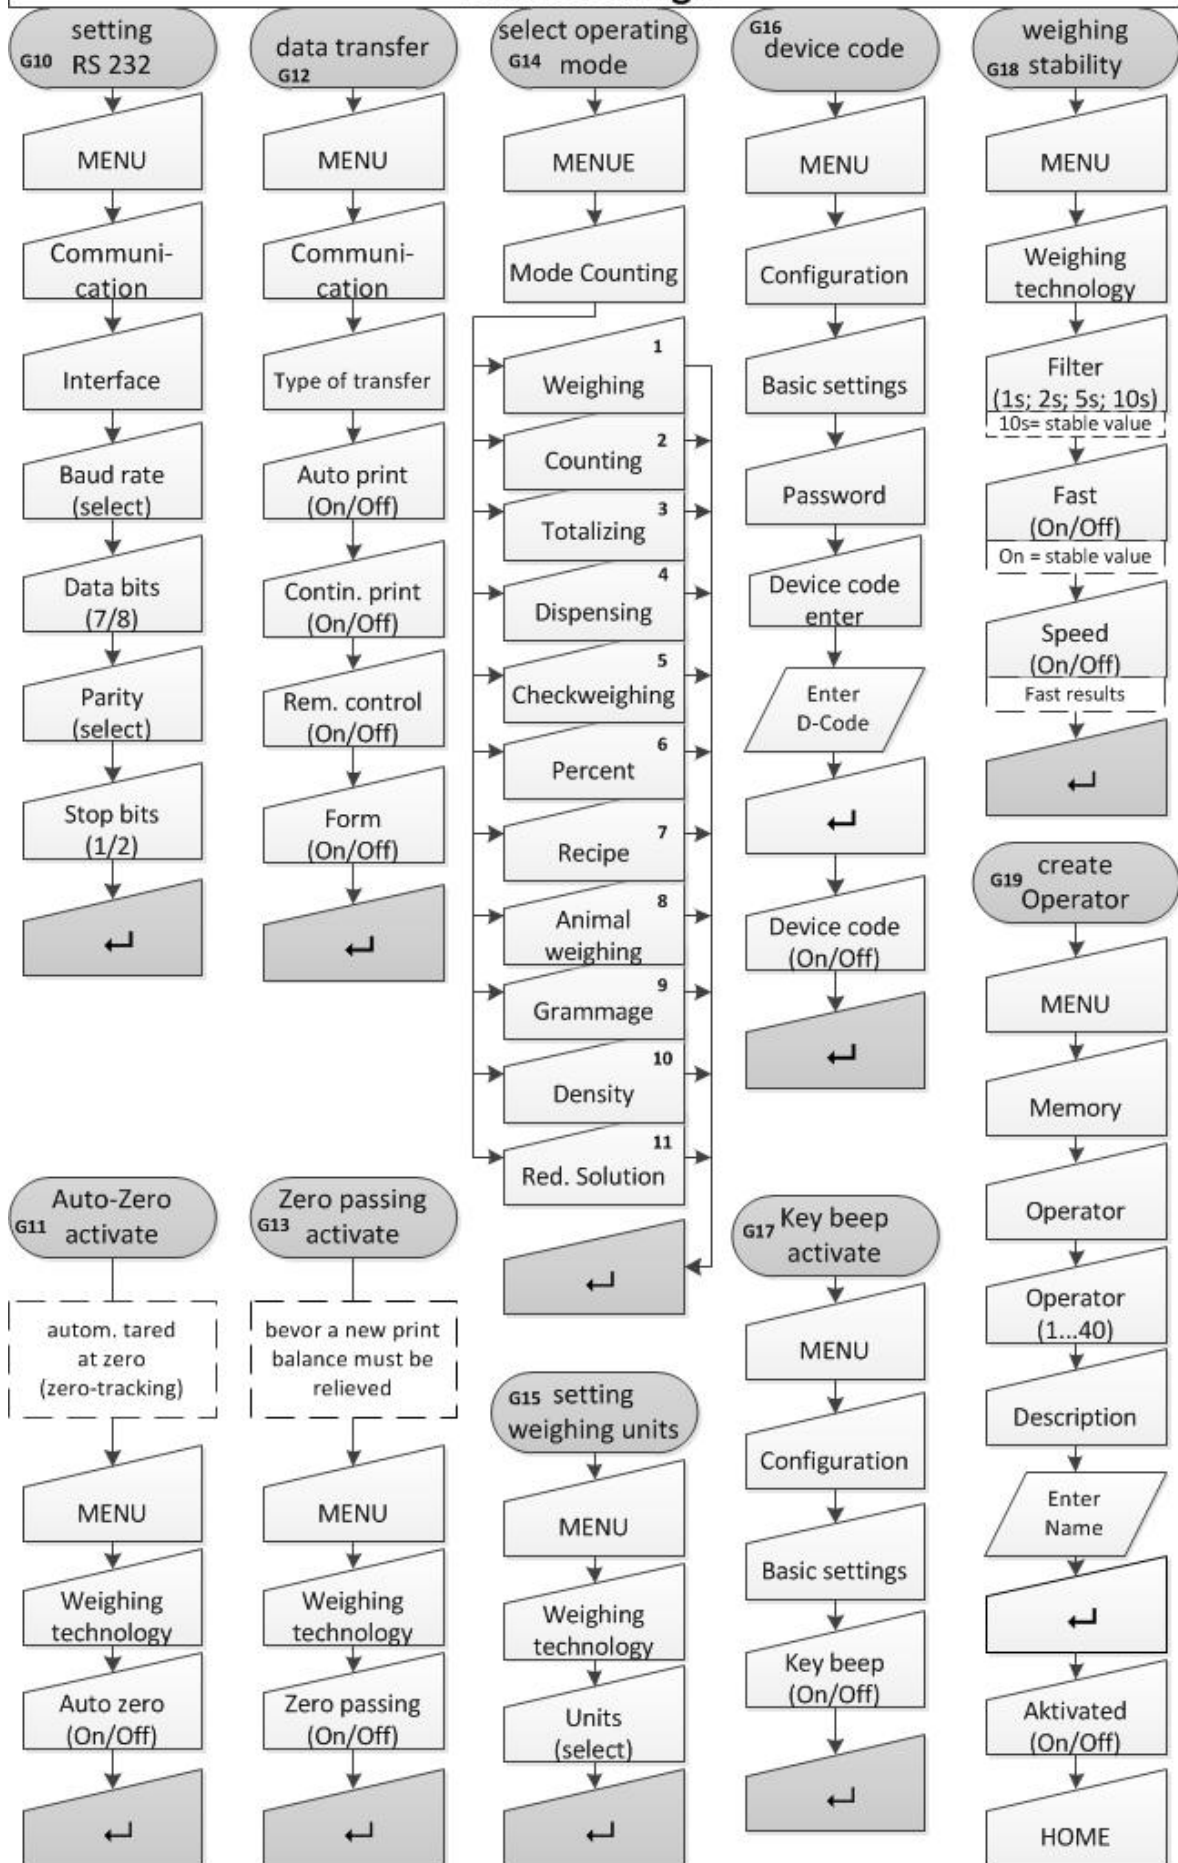 setting
G10 RS 232
MENU
Communi-
cation
Interface
Baud rate
(select)
Data bits
(7/8)
Parity
(select)
Stop bits
(1/2)
↵
G11 Auto-Zero
activate
autom. tared
at zero
(zero-tracking)
MENU
Weighing
technology
Auto zero
(On/Off)
↵
data transfer
G12
MENU
Communi-
cation
Type of transfer
Auto print
(On/Off)
Contin. print
(On/Off)
Rem. control
(On/Off)
Form
(On/Off)
↵
G13 Zero passing
activate
bevor a new print
balance must be
relieved
MENU
Weighing
technology
Zero passing
(On/Off)
↵
select operating
G14 mode
MENUE
Mode Counting
1
Weighing
2
Counting
3
Totalizing
4
Dispensing
5
Checkweighing
6
Percent
7
Recipe
8
Animal
weighing
9
Grammage
10
Density
11
Red. Solution
↵
G15 setting
weighing units
MENU
Weighing
technology
Units
(select)
↵
G16
device code
MENU
Configuration
Basic settings
Password
Device code
enter
Enter
D-Code
↵
Device code
(On/Off)
↵
G17 Key beep
activate
MENU
Configuration
Basic settings
Key beep
(On/Off)
↵
weighing
G18 stability
MENU
Weighing
technology
Filter
(1s; 2s; 5s; 10s)
10s= stable value
Fast
(On/Off)
On = stable value
Speed
(On/Off)
Fast results
↵
G19 create
Operator
MENU
Memory
Operator
Operator
(1...40)
Description
Enter
Name
↵
Aktivated
(On/Off)
HOME